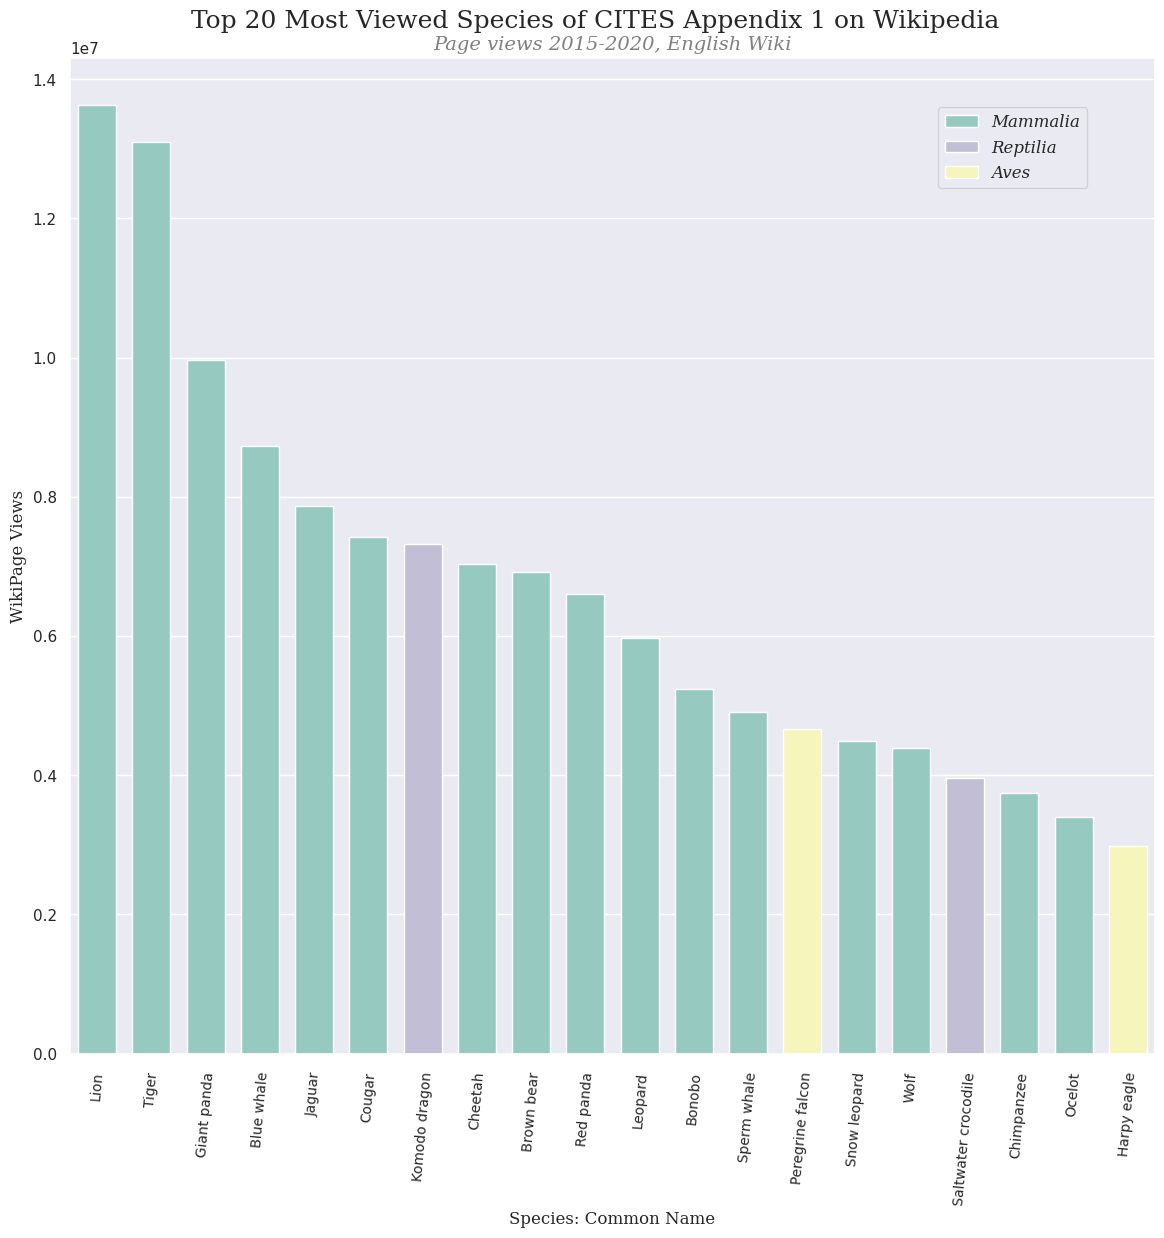 Top 20 Most Viewed Species of CITES Appendix 1 on Wikipedia
Page views 2015-2020, English Wiki
1e7
1.4
1.2
1.0
0.8
0.6
0.4
0.2
0.0
WikiPage Views
Mammalia
Reptilia
Aves
Lion
Tiger
Giant panda
Blue whale
Jaguar
Cougar
Komodo dragon
Cheetah
Brown bear
Red panda
Leopard
Bonobo
Sperm whale
Peregrine falcon
Snow leopard
Wolf
Saltwater crocodile
Chimpanzee
Ocelot
Harpy eagle
Species: Common Name